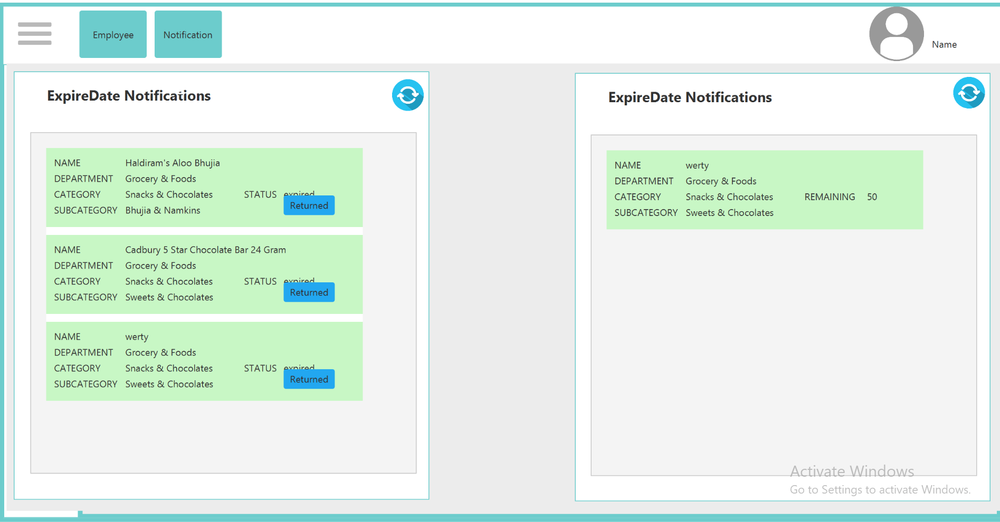 Employee
Notification
Name
ExpireDate Notifications
NAME Haldiram's Aloo Bhujia
DEPARTMENT Grocery & Foods
CATEGORY Snacks & Chocolates STATUS expired
Returned
SUBCATEGORY Bhujia & Namkins
NAME Cadbury 5 Star Chocolate Bar 24 Gram
DEPARTMENT Grocery & Foods
CATEGORY Snacks & Chocolates STATUS expired
Returned
SUBCATEGORY Sweets & Chocolates
NAME werty
DEPARTMENT Grocery & Foods
CATEGORY Snacks & Chocolates STATUS expired
Returned
SUBCATEGORY Sweets & Chocolates
ExpireDate Notifications
NAME werty
DEPARTMENT Grocery & Foods
CATEGORY Snacks & Chocolates REMAINING 50
SUBCATEGORY Sweets & Chocolates
Activate Windows
Go to Settings to activate Windows.